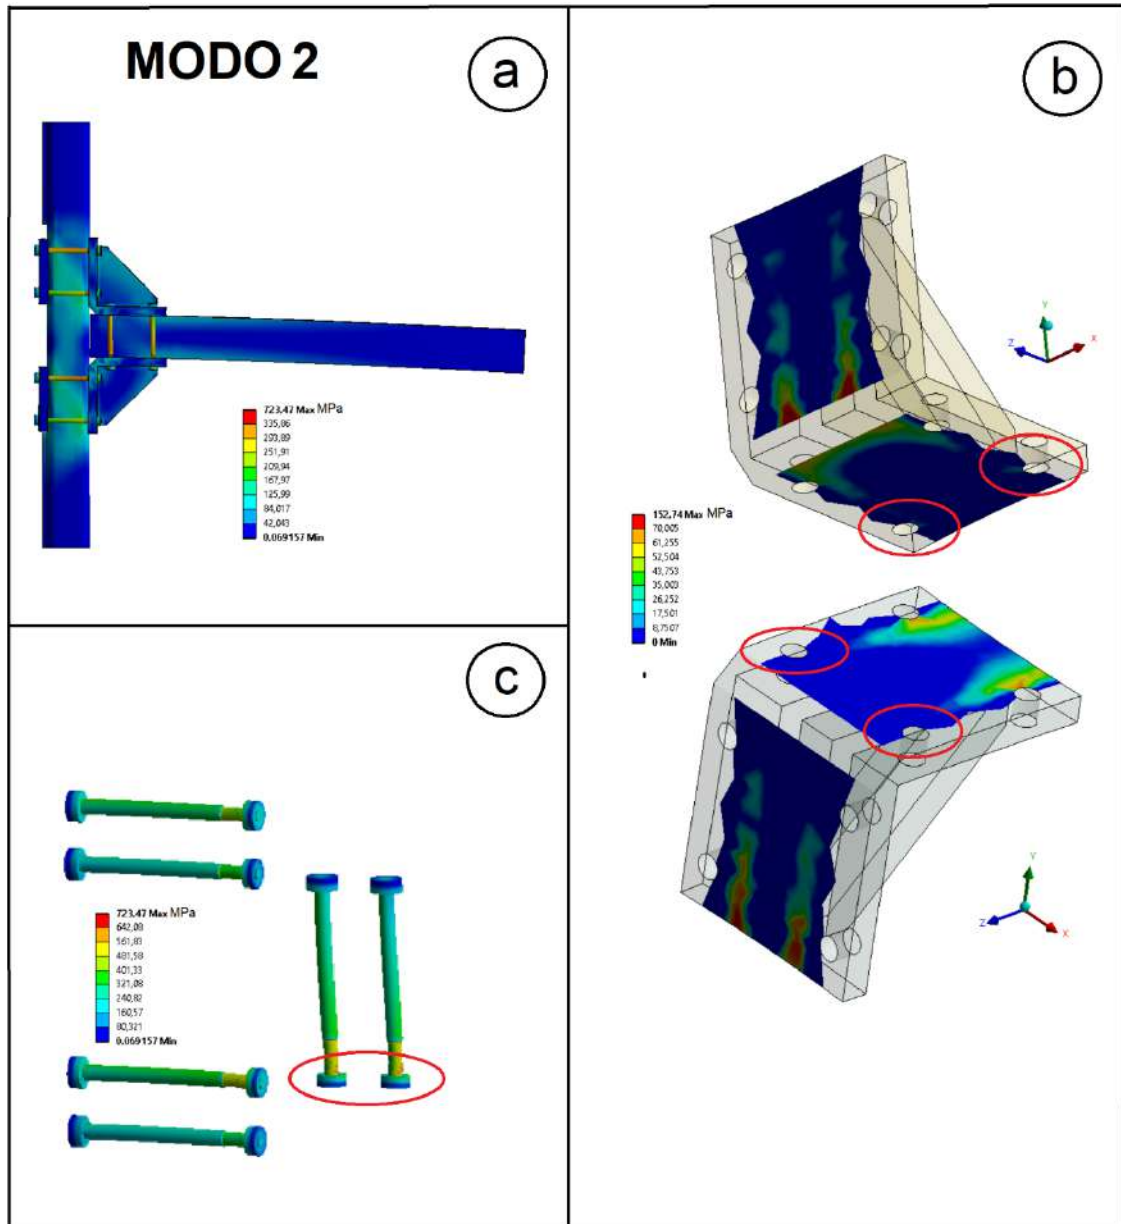 MODO 2
a
723.47 Max MPa
335,86
293,89
251,91
209,94
167,97
125,99
84,017
42,043
0.069157 Min
b
Y
Z
X
152,74 Max MPa
70,005
61,255
52,504
43,753
35,003
26,252
17,501
8,7507
0 Min
Y
Z
X
c
723.47 Max MPa
642,08
561,83
481,58
401,33
321,08
240,82
160,57
80,321
0.069157 Min